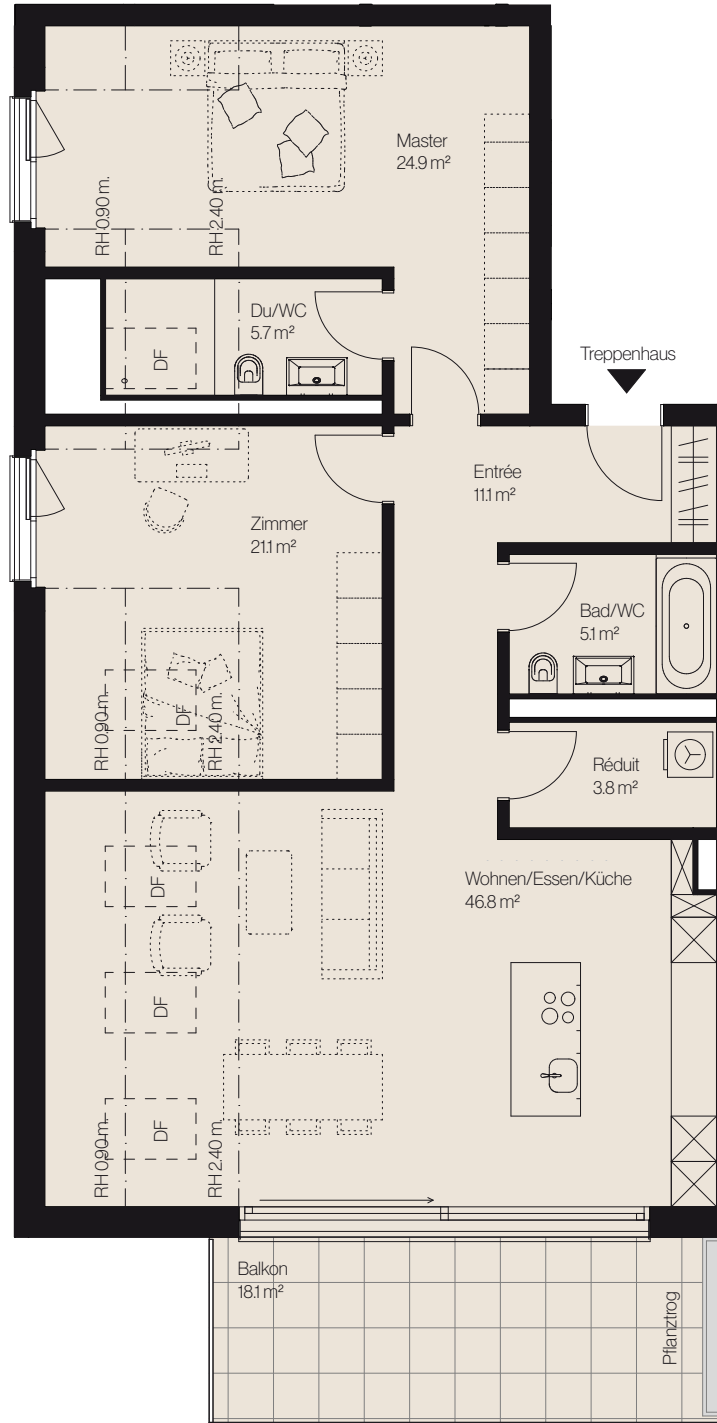 Master
24.9 m²
RH 0.90 m.
RH 2.40 m.
Du/WC
5.7 m²
DF
Treppenhaus
Entrée
11.1 m²
Zimmer
21.1 m²
Bad/WC
5.1 m²
DF
RH 0.90 m.
RH 2.40 m.
Réduit
3.8 m²
Wohnen/Essen/Küche
46.8 m²
DF
DF
DF
RH 0.90 m.
RH 2.40 m.
Balkon
18.1 m²
Pflanztrog